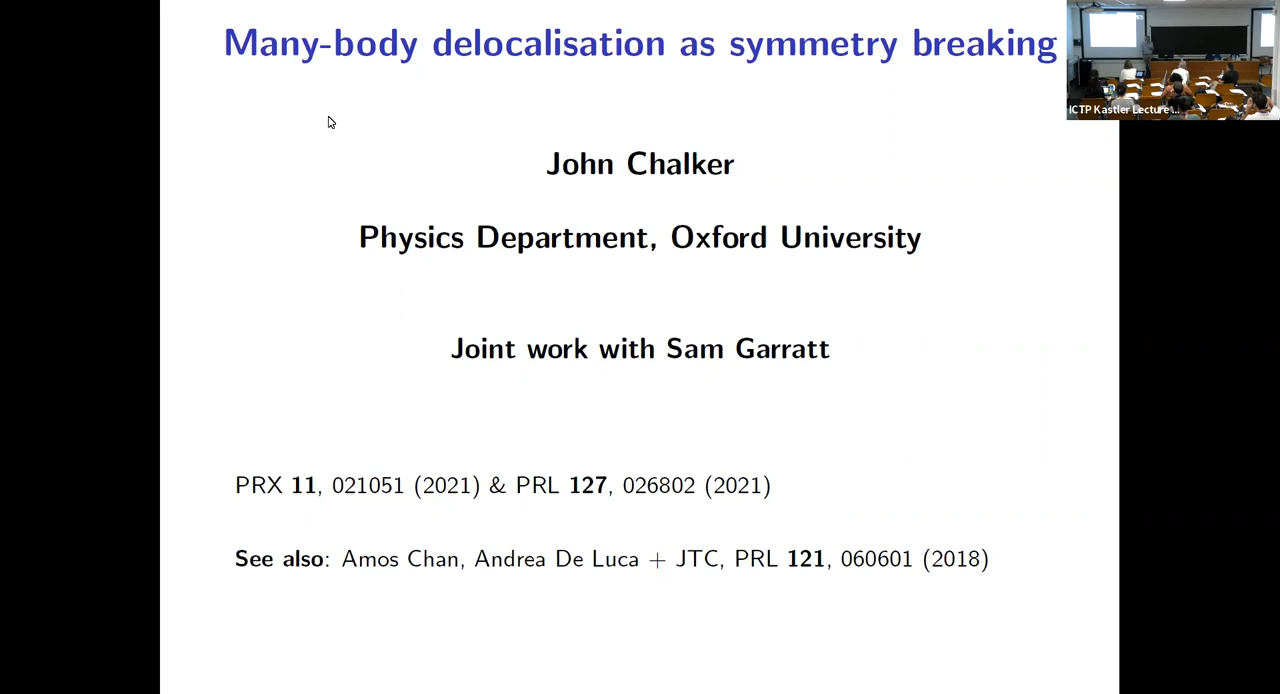 Many-body delocalisation as symmetry breaking
ICTP Kastler Lecture ...
John Chalker
Physics Department, Oxford University
Joint work with Sam Garratt
PRX 11, 021051 (2021) & PRL 127, 026802 (2021)
See also: Amos Chan, Andrea De Luca + JTC, PRL 121, 060601 (2018)